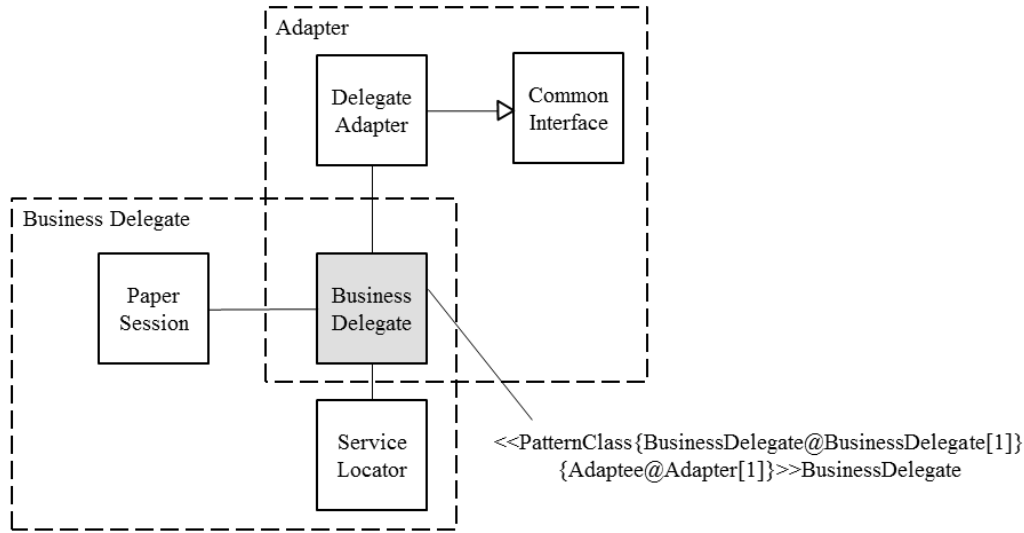 Adapter
Delegate
Adapter
Common
Interface
Business Delegate
Paper
Session
Business
Delegate
Service
Locator
<<PatternClass{BusinessDelegate@BusinessDelegate[1]}
{Adaptee@Adapter[1]}>>BusinessDelegate